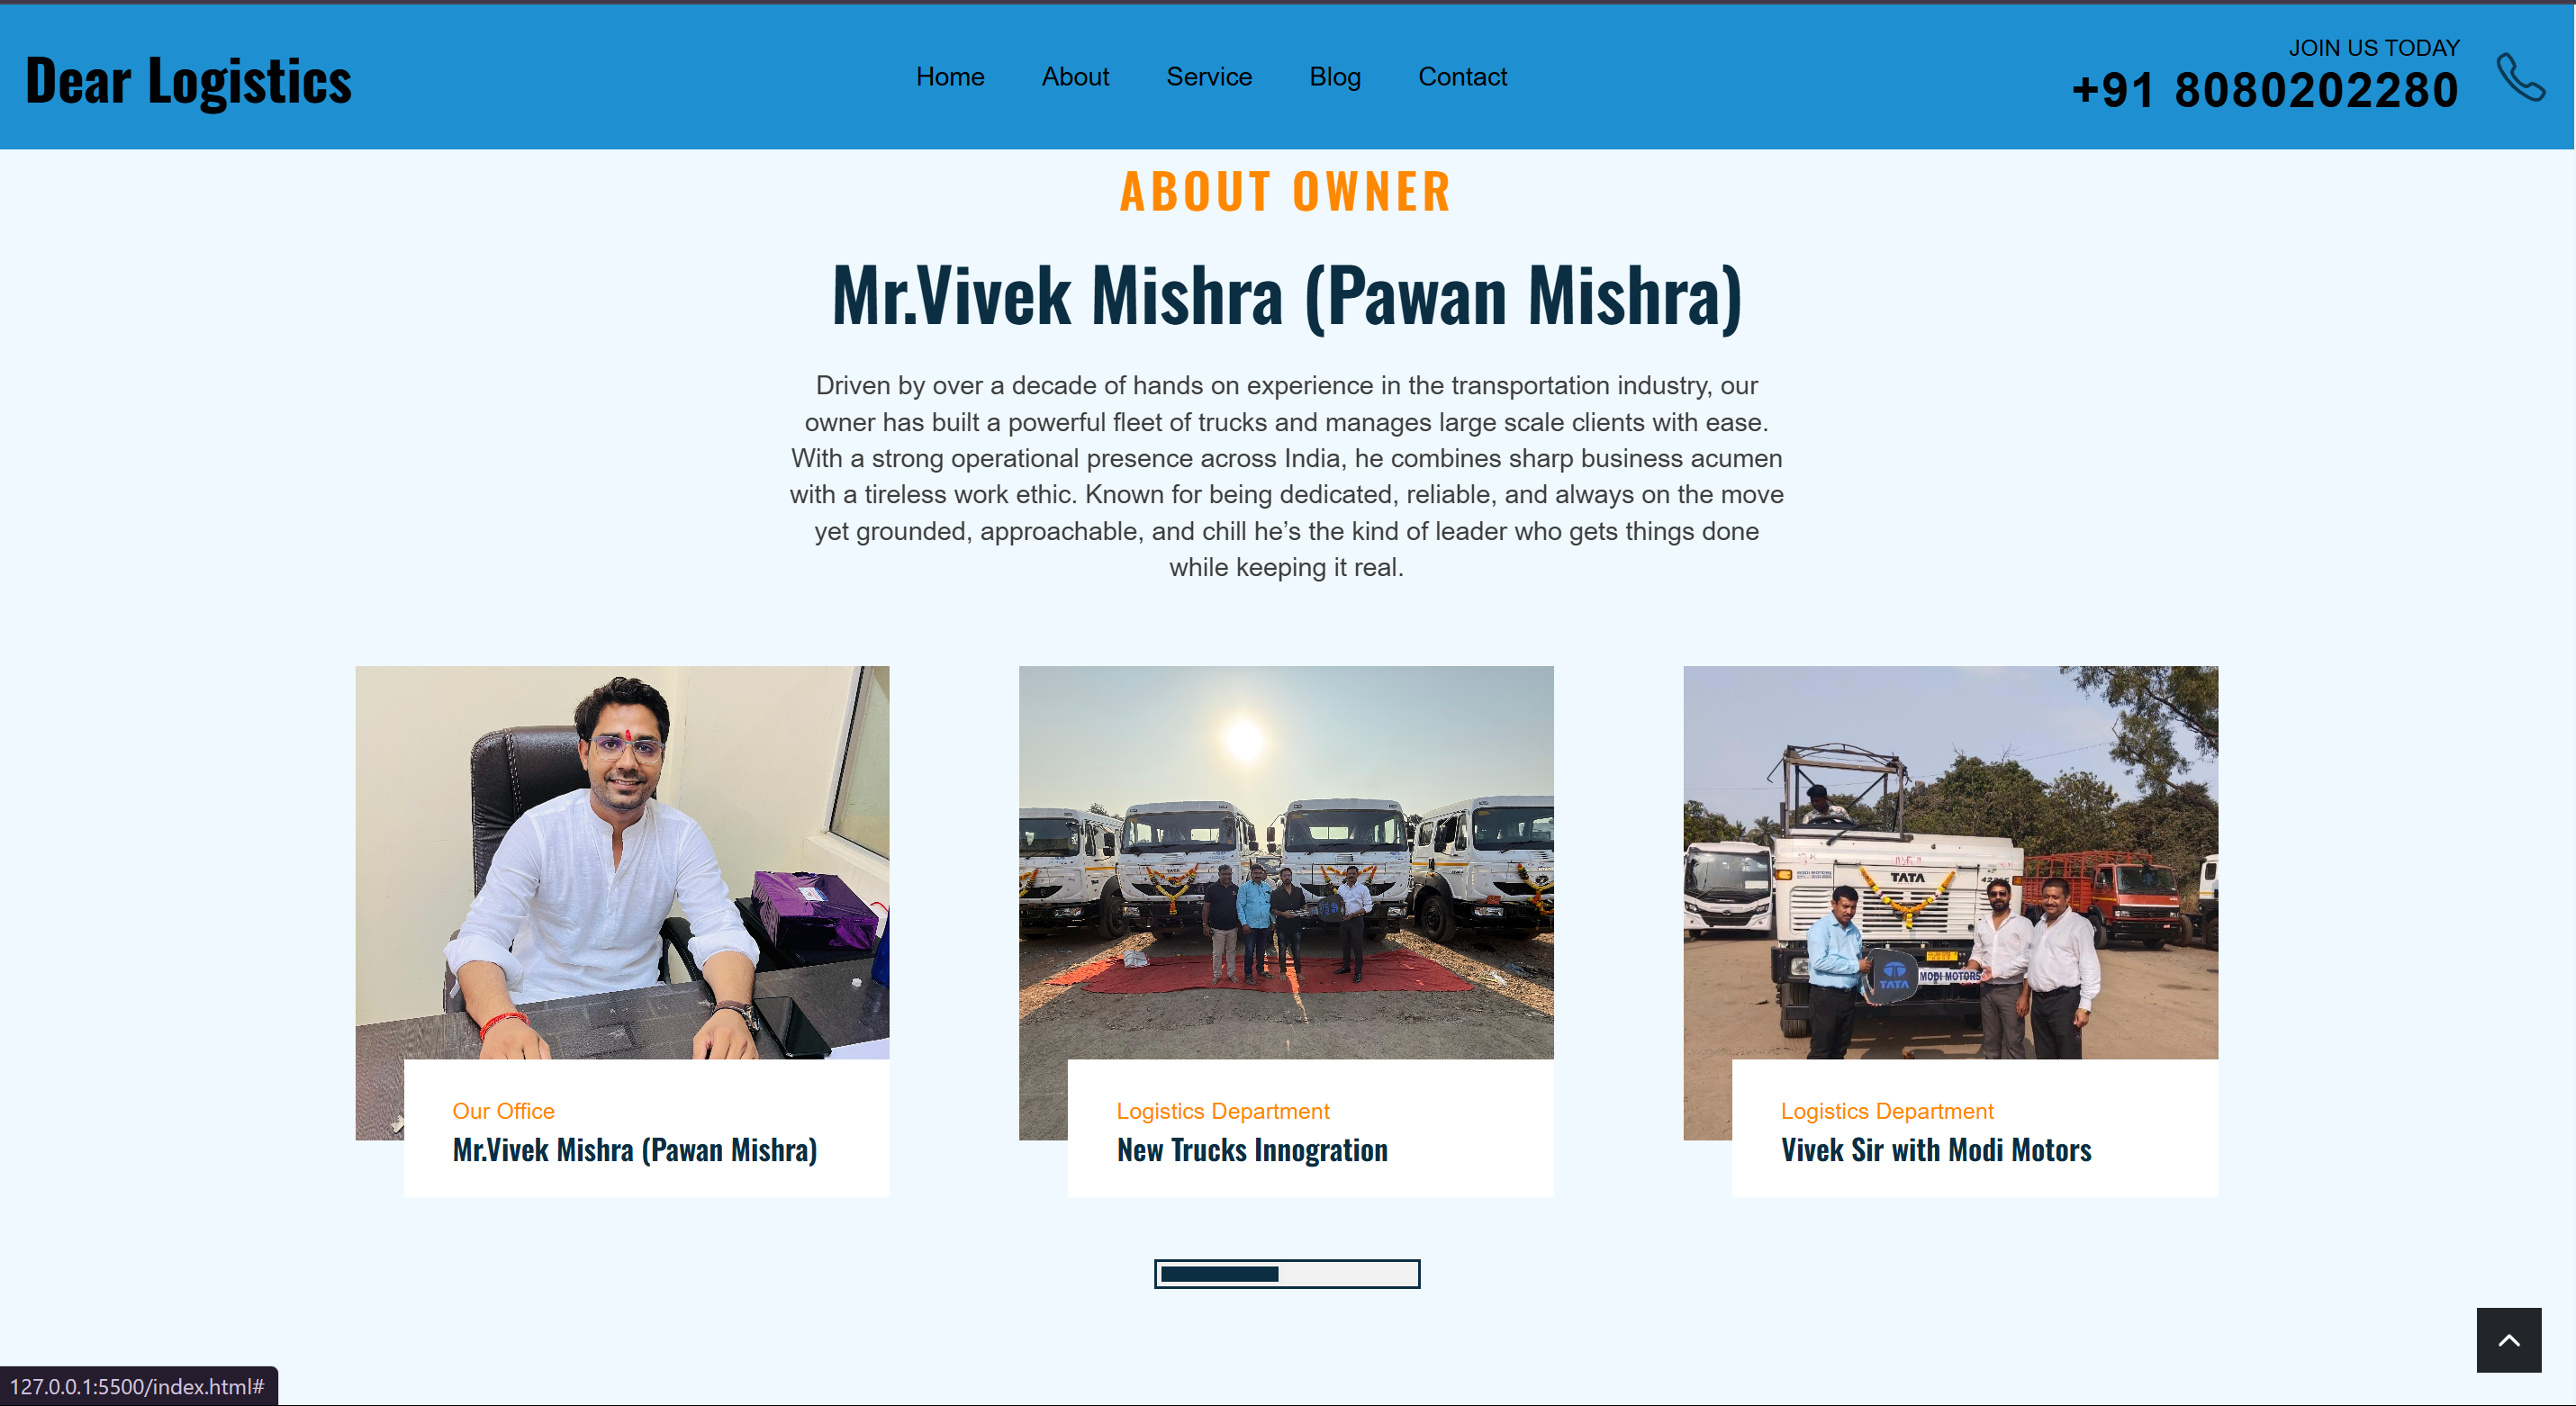 Dear Logistics
Home About Service Blog Contact
JOIN US TODAY
+91 8080202280
ABOUT OWNER
Mr.Vivek Mishra (Pawan Mishra)
Driven by over a decade of hands on experience in the transportation industry, our
owner has built a powerful fleet of trucks and manages large scale clients with ease.
With a strong operational presence across India, he combines sharp business acumen
with a tireless work ethic. Known for being dedicated, reliable, and always on the move
yet grounded, approachable, and chill he’s the kind of leader who gets things done
while keeping it real.
TATA
TATA
TATA
MODI MOTORS
TATA
MODI MOTORS
Our Office
Mr.Vivek Mishra (Pawan Mishra)
Logistics Department
New Trucks Innogration
Logistics Department
Vivek Sir with Modi Motors
127.0.0.1:5500/index.html#